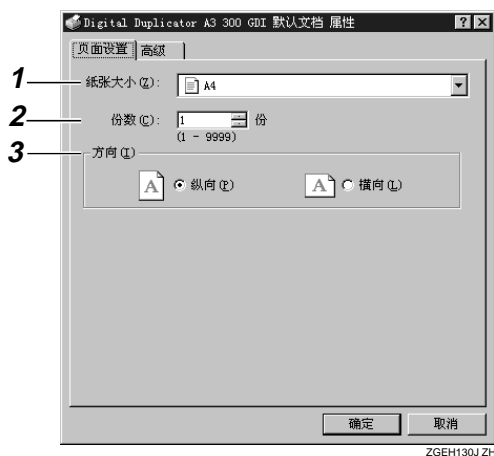 Digital Duplicator A3 300 GDI 默认文档 属性
页面设置 高级
1 纸张大小(Z): A4
2 份数(C): 1 份
(1 - 9999)
3 方向(I)
A 纵向(P) A 横向(L)
确定 取消
ZGEH130J ZH